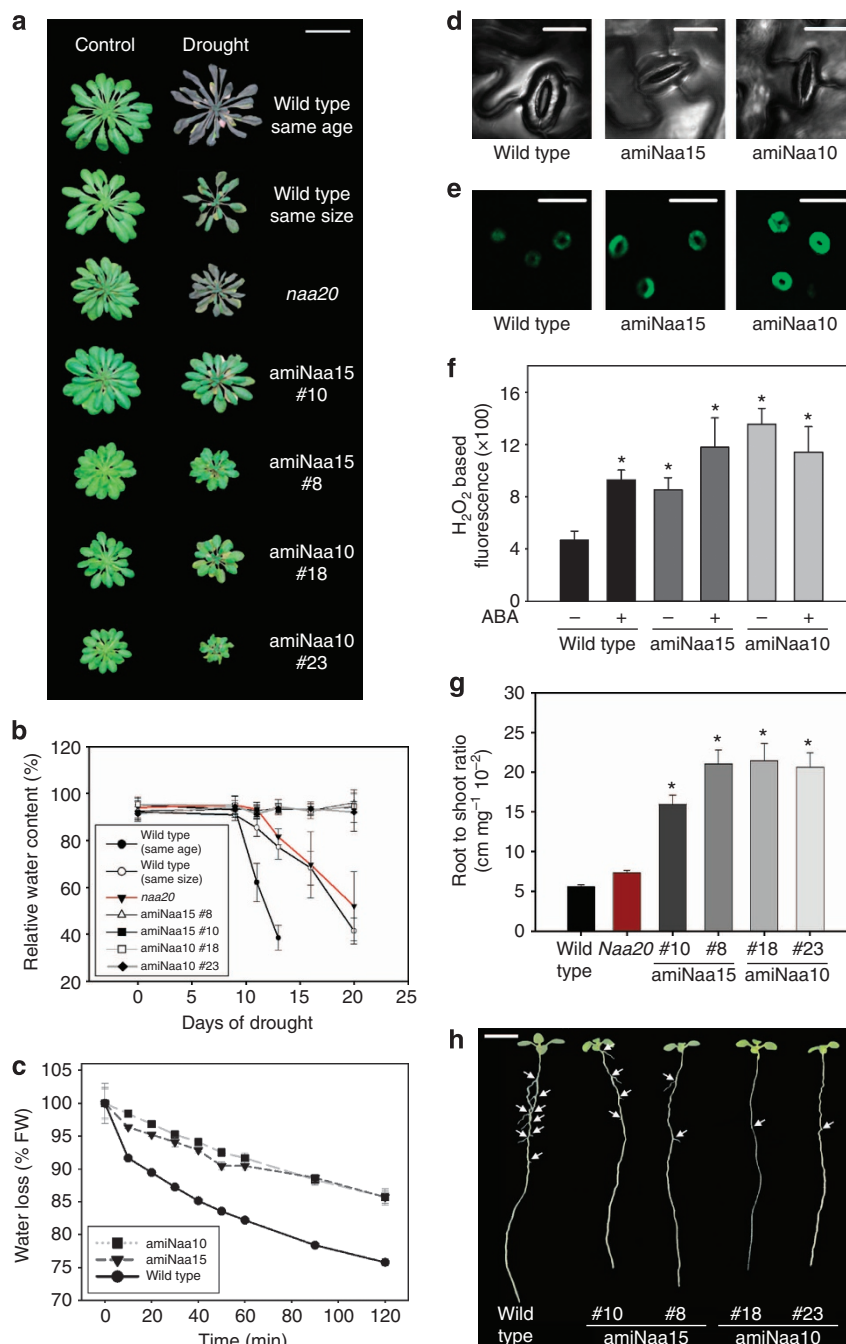 a
Control Drought
Wild type
same age
Wild type
same size
naa20
amiNaa15
#10
amiNaa15
#8
amiNaa10
#18
amiNaa10
#23
b
120
100
80
60
40
20
Relative water content (%)
Wild type
(same age)
Wild type
(same size)
naa20
amiNaa15 #8
amiNaa15 #10
amiNaa10 #18
amiNaa10 #23
0 5 10 15 20 25
Days of drought
c
105
100
95
90
85
80
75
70
Water loss (% FW)
amiNaa10
amiNaa15
Wild type
0 20 40 60 80 100 120
Time (min)
d
Wild type amiNaa15 amiNaa10
e
Wild type amiNaa15 amiNaa10
f
16
12
8
4
0
H₂O₂ based
fluorescence (×100)
* * * * *
ABA − + − + − +
Wild type amiNaa15 amiNaa10
g
30
25
20
15
10
5
0
Root to shoot ratio
(cm mg⁻¹ 10⁻²)
* * * *
Wild Naa20 #10 #8 #18 #23
type amiNaa15 amiNaa10
h
Wild #10 #8 #18 #23
type amiNaa15 amiNaa10